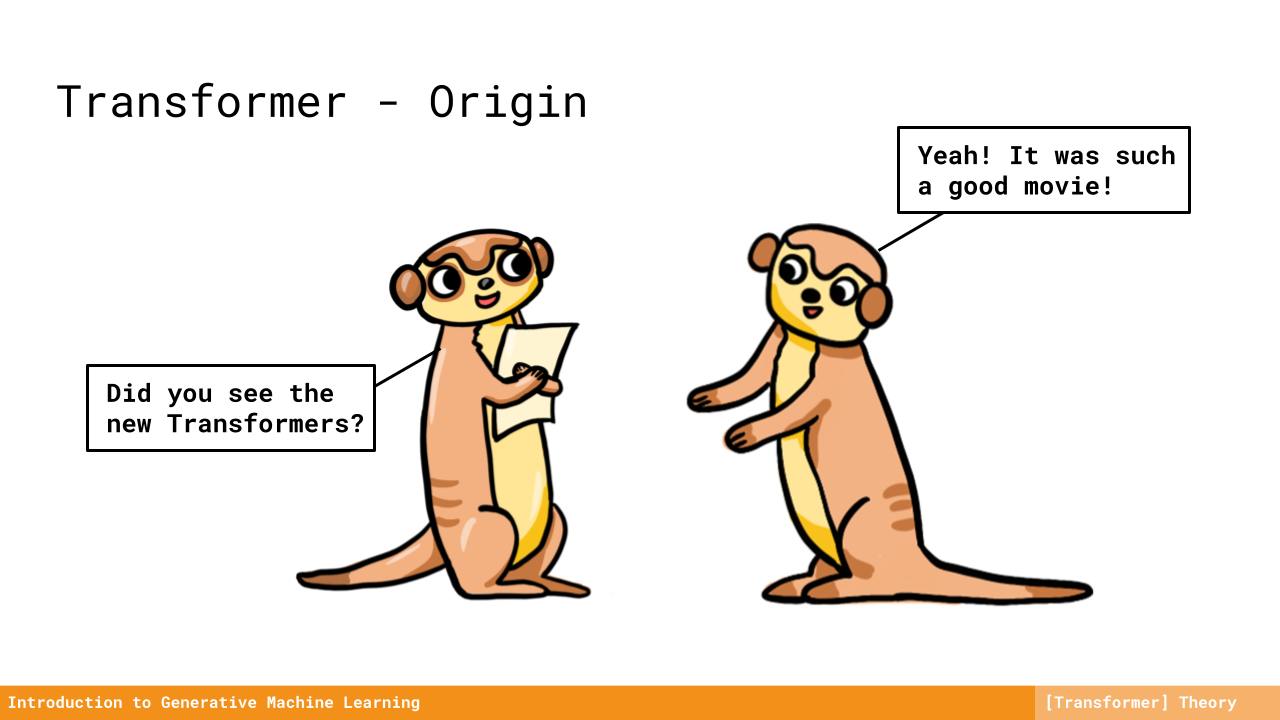 Transformer - Origin
Yeah! It was such
a good movie!
Did you see the
new Transformers?
Introduction to Generative Machine Learning
[Transformer] Theory